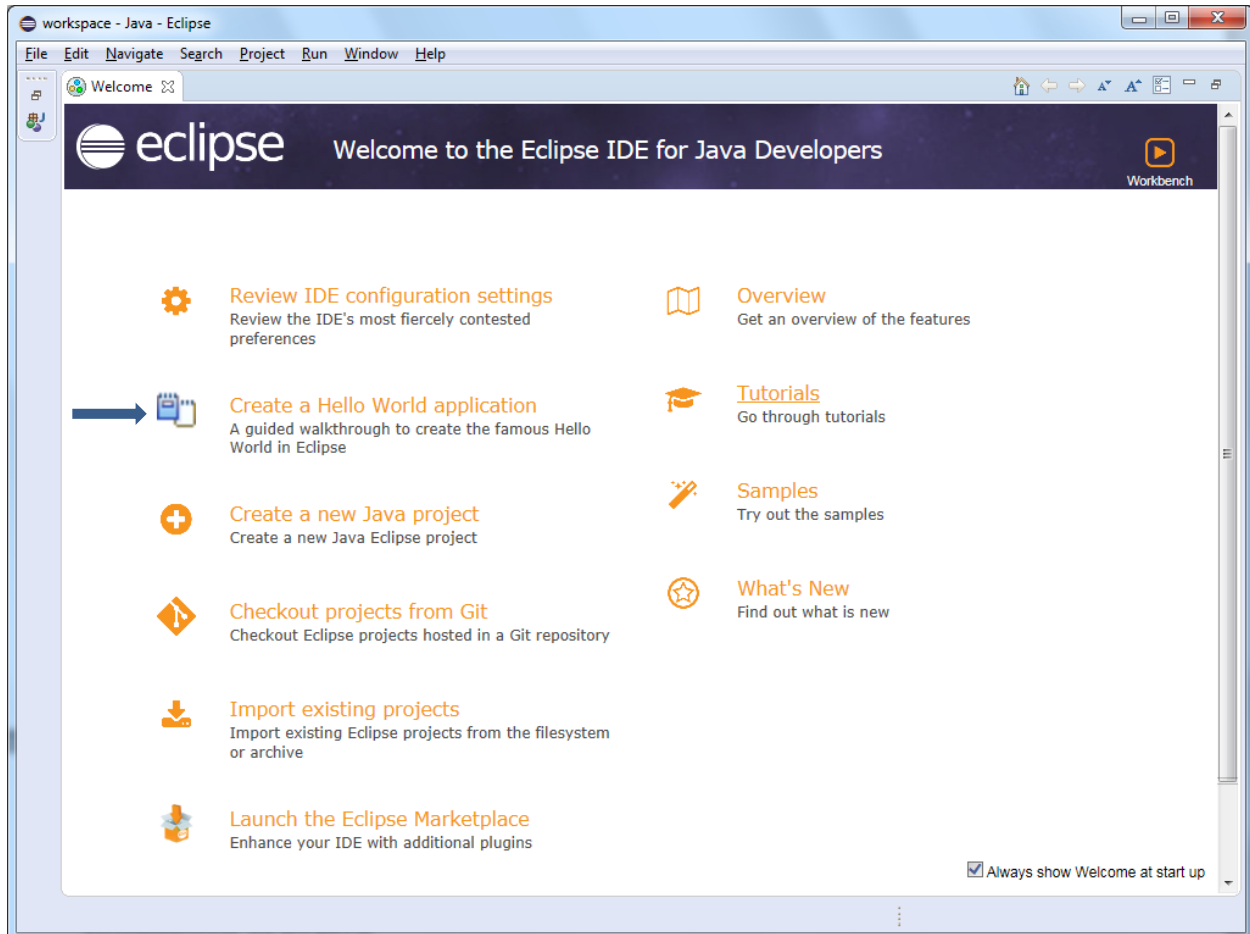 workspace - Java - Eclipse
File Edit Navigate Search Project Run Window Help
Welcome
eclipse
Welcome to the Eclipse IDE for Java Developers
Workbench
Review IDE configuration settings
Review the IDE's most fiercely contested
preferences
Create a Hello World application
A guided walkthrough to create the famous Hello
World in Eclipse
Create a new Java project
Create a new Java Eclipse project
Checkout projects from Git
Checkout Eclipse projects hosted in a Git repository
Import existing projects
Import existing Eclipse projects from the filesystem
or archive
Launch the Eclipse Marketplace
Enhance your IDE with additional plugins
Overview
Get an overview of the features
Tutorials
Go through tutorials
Samples
Try out the samples
What's New
Find out what is new
Always show Welcome at start up